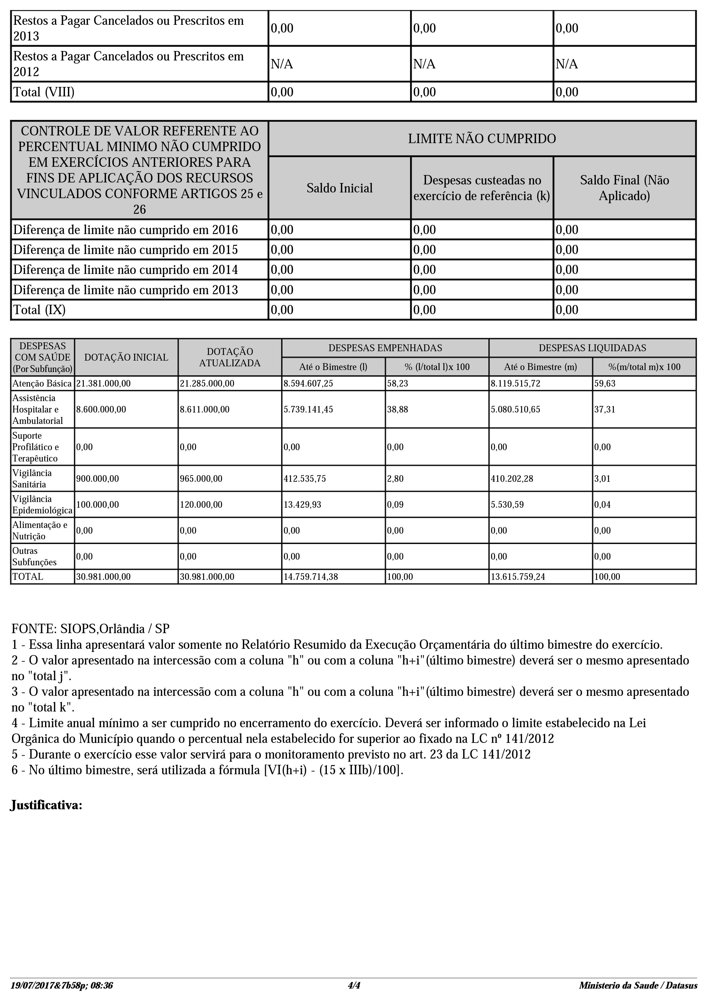 Restos a Pagar Cancelados ou Prescritos em
2013
0,00 0,00 0,00
Restos a Pagar Cancelados ou Prescritos em
2012
N/A N/A N/A
Total (VIII) 0,00 0,00 0,00
CONTROLE DE VALOR REFERENTE AO
PERCENTUAL MINIMO NÃO CUMPRIDO
EM EXERCÍCIOS ANTERIORES PARA
FINS DE APLICAÇÃO DOS RECURSOS
VINCULADOS CONFORME ARTIGOS 25 e
26
LIMITE NÃO CUMPRIDO
Saldo Inicial
Despesas custeadas no
exercício de referência (k)
Saldo Final (Não
Aplicado)
Diferença de limite não cumprido em 2016 0,00 0,00 0,00
Diferença de limite não cumprido em 2015 0,00 0,00 0,00
Diferença de limite não cumprido em 2014 0,00 0,00 0,00
Diferença de limite não cumprido em 2013 0,00 0,00 0,00
Total (IX) 0,00 0,00 0,00
DESPESAS
COM SAÚDE
(Por Subfunção)
DOTAÇÃO INICIAL
DOTAÇÃO
ATUALIZADA
DESPESAS EMPENHADAS
DESPESAS LIQUIDADAS
Até o Bimestre (l) % (l/total l)x 100 Até o Bimestre (m) %(m/total m)x 100
Atenção Básica 21.381.000,00 21.285.000,00 8.594.607,25 58,23 8.119.515,72 59,63
Assistência
Hospitalar e
Ambulatorial
8.600.000,00 8.611.000,00 5.739.141,45 38,88 5.080.510,65 37,31
Suporte
Profilático e
Terapêutico
0,00 0,00 0,00 0,00 0,00 0,00
Vigilância
Sanitária
900.000,00 965.000,00 412.535,75 2,80 410.202,28 3,01
Vigilância
Epidemiológica
100.000,00 120.000,00 13.429,93 0,09 5.530,59 0,04
Alimentação e
Nutrição
0,00 0,00 0,00 0,00 0,00 0,00
Outras
Subfunções
0,00 0,00 0,00 0,00 0,00 0,00
TOTAL 30.981.000,00 30.981.000,00 14.759.714,38 100,00 13.615.759,24 100,00
FONTE: SIOPS,Orlândia / SP
1 - Essa linha apresentará valor somente no Relatório Resumido da Execução Orçamentária do último bimestre do exercício.
2 - O valor apresentado na intercessão com a coluna "h" ou com a coluna "h+i"(último bimestre) deverá ser o mesmo apresentado
no "total j".
3 - O valor apresentado na intercessão com a coluna "h" ou com a coluna "h+i"(último bimestre) deverá ser o mesmo apresentado
no "total k".
4 - Limite anual mínimo a ser cumprido no encerramento do exercício. Deverá ser informado o limite estabelecido na Lei
Orgânica do Município quando o percentual nela estabelecido for superior ao fixado na LC nº 141/2012
5 - Durante o exercício esse valor servirá para o monitoramento previsto no art. 23 da LC 141/2012
6 - No último bimestre, será utilizada a fórmula [VI(h+i) - (15 x IIIb)/100].
Justificativa:
19/07/2017&7b58p; 08:36 4/4 Ministerio da Saude / Datasus